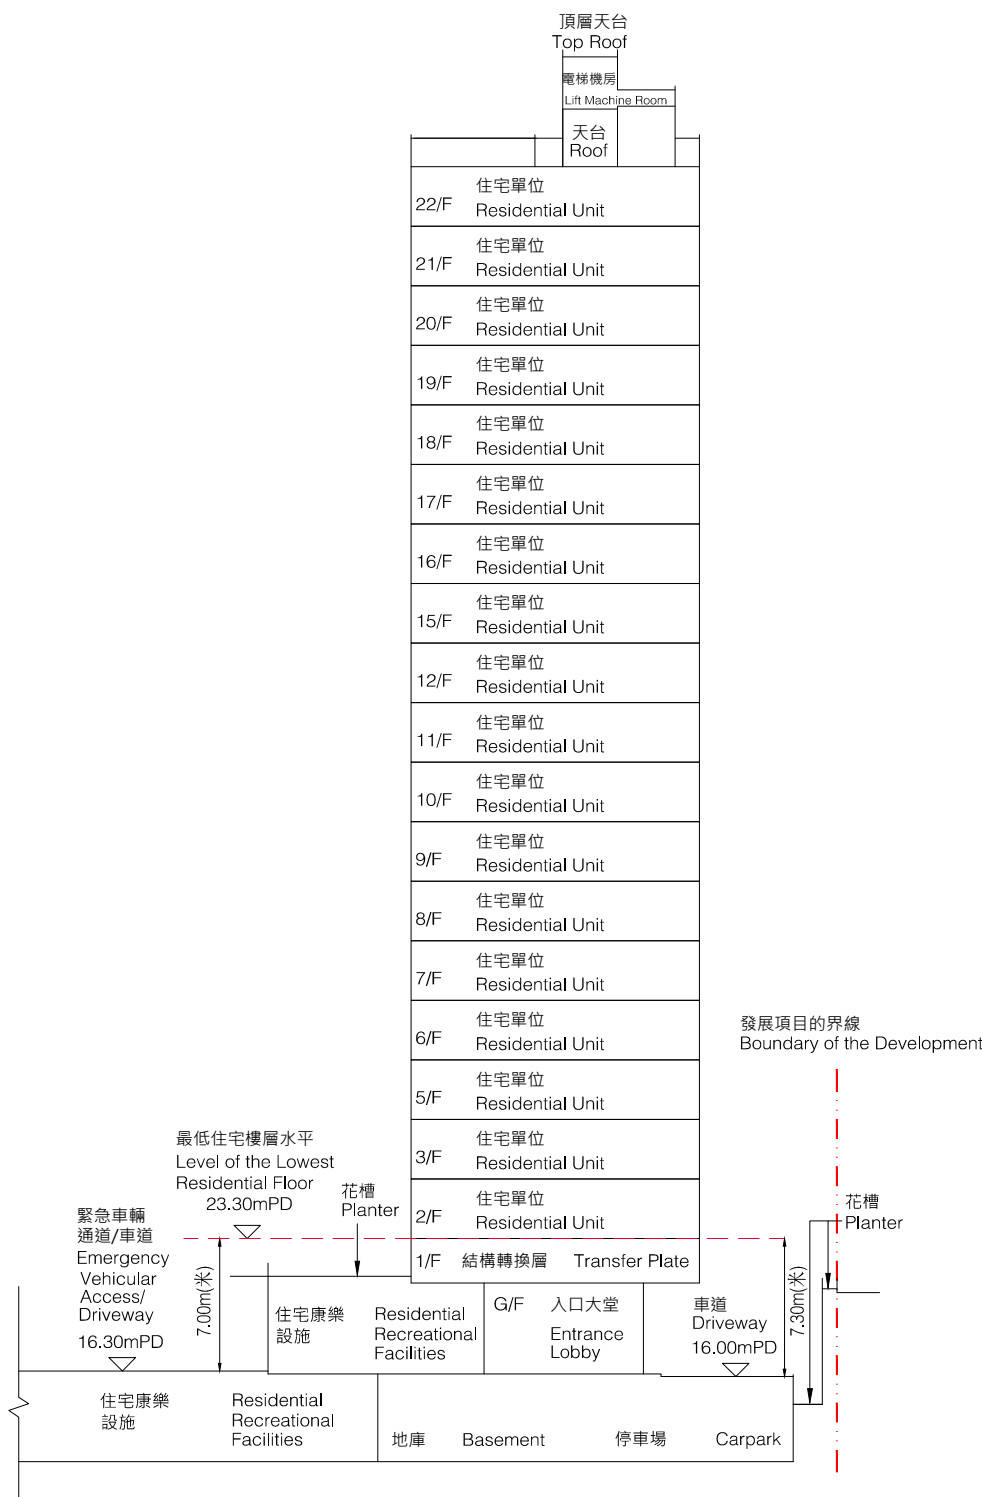 頂層天台
Top Roof
電梯機房
Lift Machine Room
天台
Roof
22/F
住宅單位
Residential Unit
21/F
住宅單位
Residential Unit
20/F
住宅單位
Residential Unit
19/F
住宅單位
Residential Unit
18/F
住宅單位
Residential Unit
17/F
住宅單位
Residential Unit
16/F
住宅單位
Residential Unit
15/F
住宅單位
Residential Unit
12/F
住宅單位
Residential Unit
11/F
住宅單位
Residential Unit
10/F
住宅單位
Residential Unit
9/F
住宅單位
Residential Unit
8/F
住宅單位
Residential Unit
7/F
住宅單位
Residential Unit
6/F
住宅單位
Residential Unit
5/F
住宅單位
Residential Unit
3/F
住宅單位
Residential Unit
2/F
住宅單位
Residential Unit
1/F 結構轉換層 Transfer Plate
發展項目的界線
Boundary of the Development
最低住宅樓層水平
Level of the Lowest
Residential Floor
23.30mPD
花槽
Planter
緊急車輛
通道/車道
Emergency
Vehicular
Access/
Driveway
16.30mPD
7.00m(米)
住宅康樂
設施
Residential
Recreational
Facilities
G/F 入口大堂
Entrance
Lobby
車道
Driveway
16.00mPD
7.30m(米)
花槽
Planter
住宅康樂
設施
Residential
Recreational
Facilities
地庫 Basement 停車場 Carpark